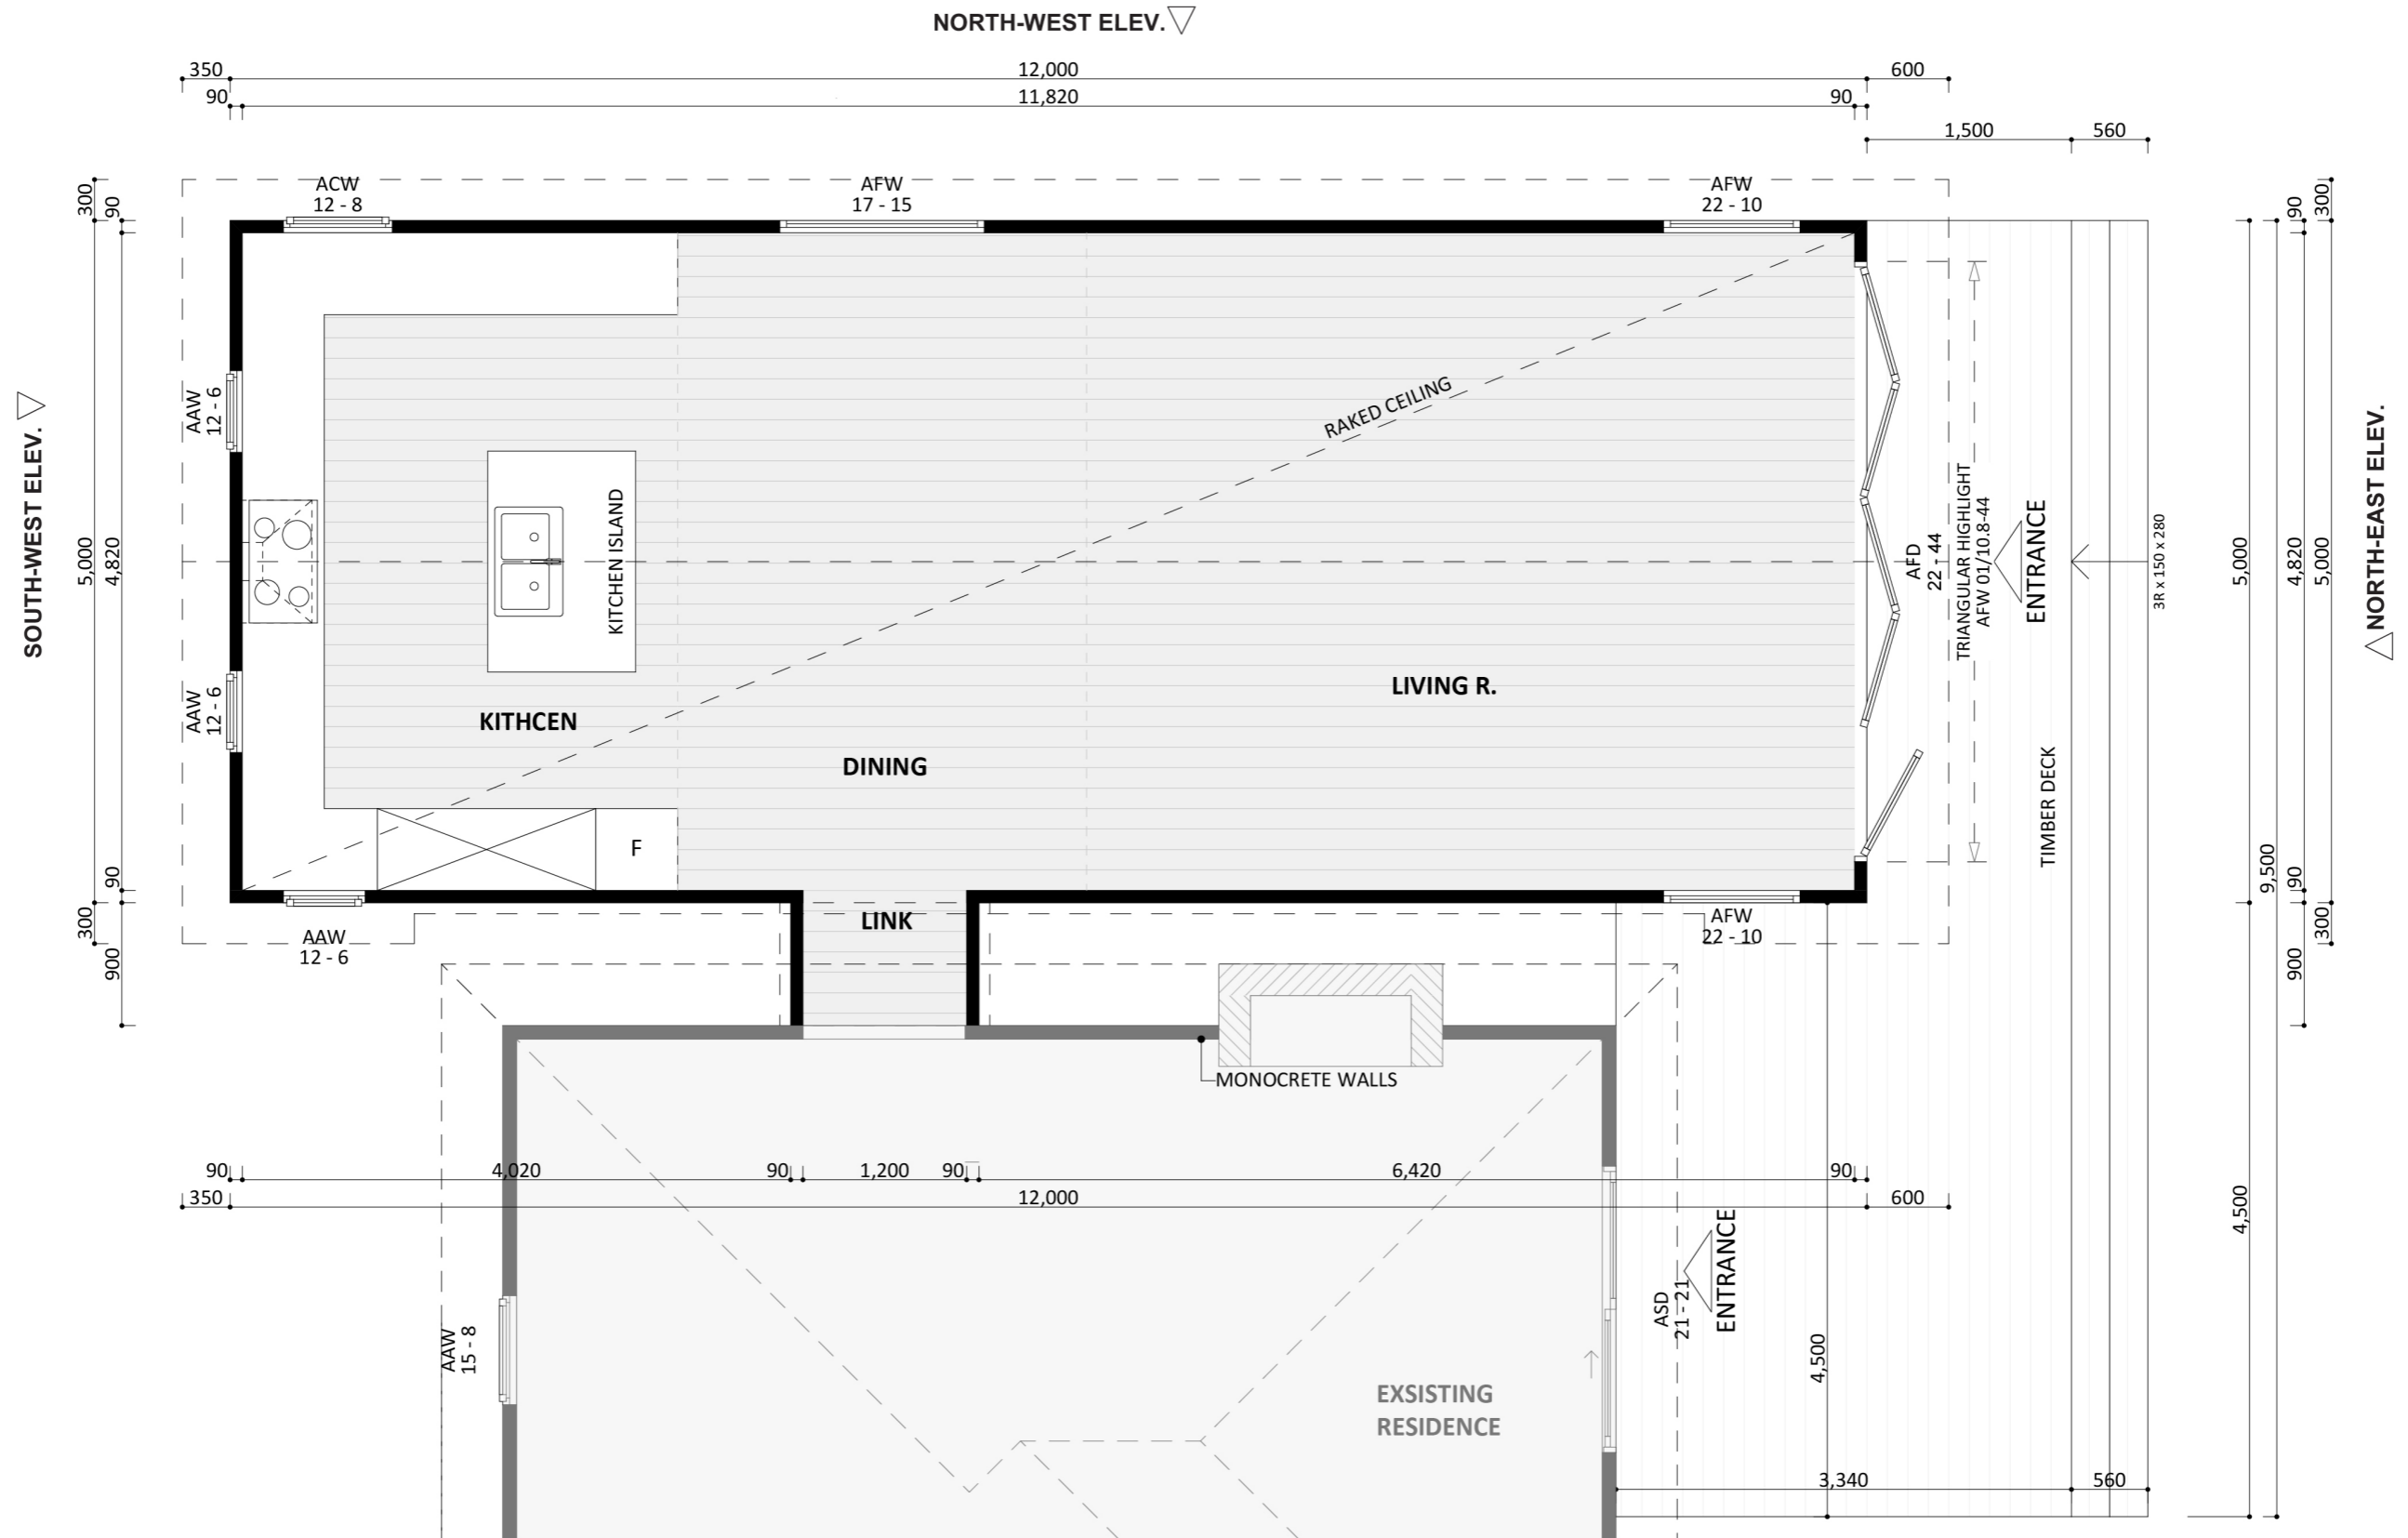 NORTH-WEST ELEV.
350
12,000
600
90
11,820
90
1,500
560
300
90
ACW
12 - 8
AFW
17 - 15
AFW
22 - 10
90
300
SOUTH-WEST ELEV.
5,000
4,820
AAW
12 - 6
AAW
12 - 6
KITCHEN ISLAND
RAKED CEILING
KITHCEN
DINING
LIVING R.
F
AFD
22 - 44
TRIANGULAR HIGHLIGHT
AFW 01/10.8-44
ENTRANCE
TIMBER DECK
3R x 150 x 280
5,000
9,500
4,820
5,000
NORTH-EAST ELEV.
90
300
900
AAW
12 - 6
LINK
AFW
22 - 10
90
300
900
MONOCRETE WALLS
90
4,020
90
1,200
90
6,420
90
350
12,000
600
AAW
15 - 8
EXSISTING
RESIDENCE
ASD
21 - 21
ENTRANCE
4,500
4,500
3,340
560